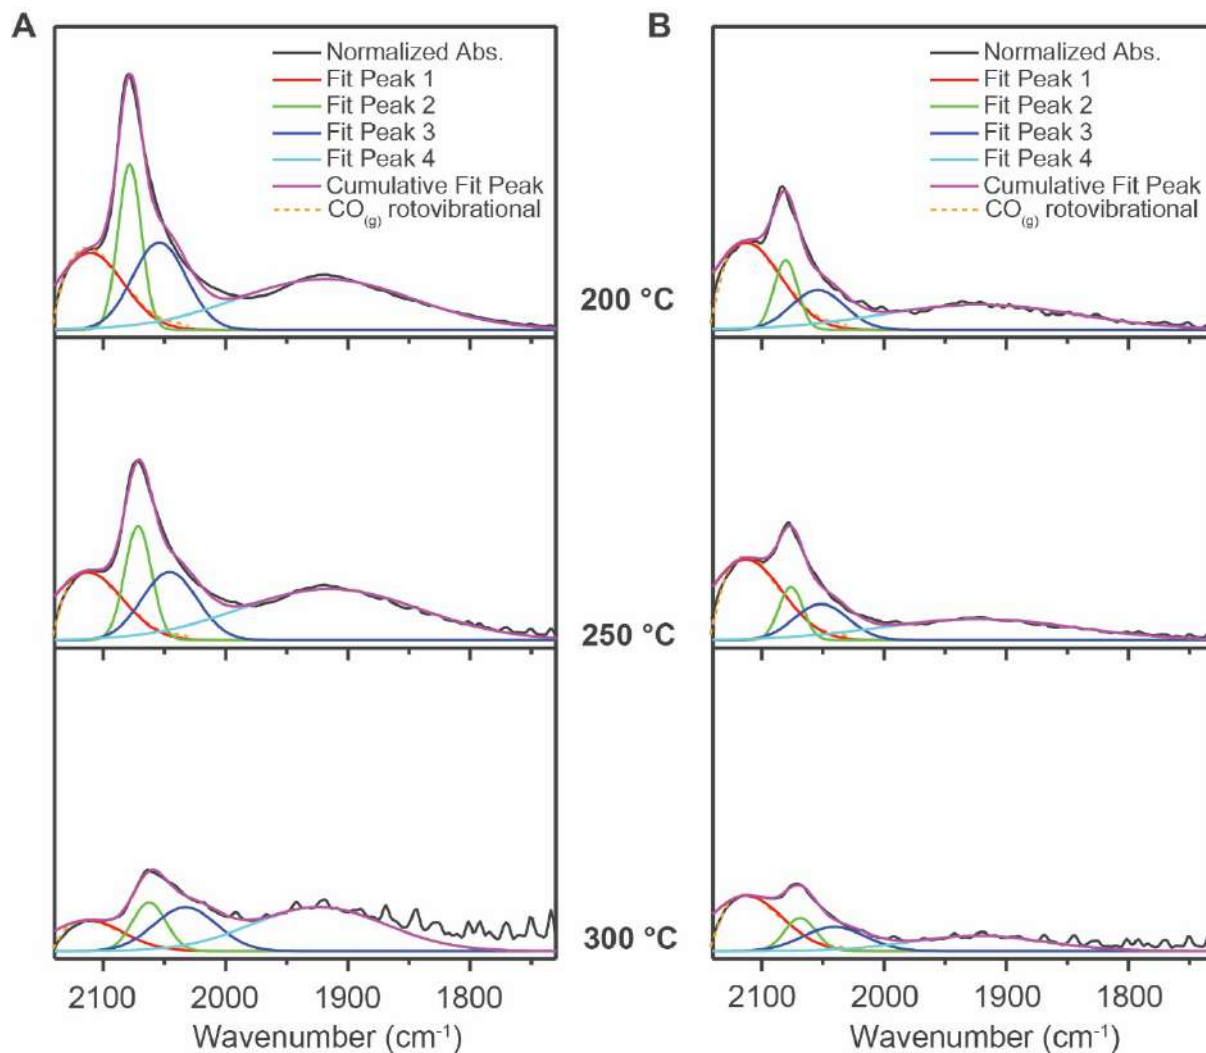 A
Normalized Abs.
Fit Peak 1
Fit Peak 2
Fit Peak 3
Fit Peak 4
Cumulative Fit Peak
CO(g) rotovibrational
B
Normalized Abs.
Fit Peak 1
Fit Peak 2
Fit Peak 3
Fit Peak 4
Cumulative Fit Peak
CO(g) rotovibrational
200 °C
250 °C
300 °C
2100 2000 1900 1800
Wavenumber (cm⁻¹)
2100 2000 1900 1800
Wavenumber (cm⁻¹)